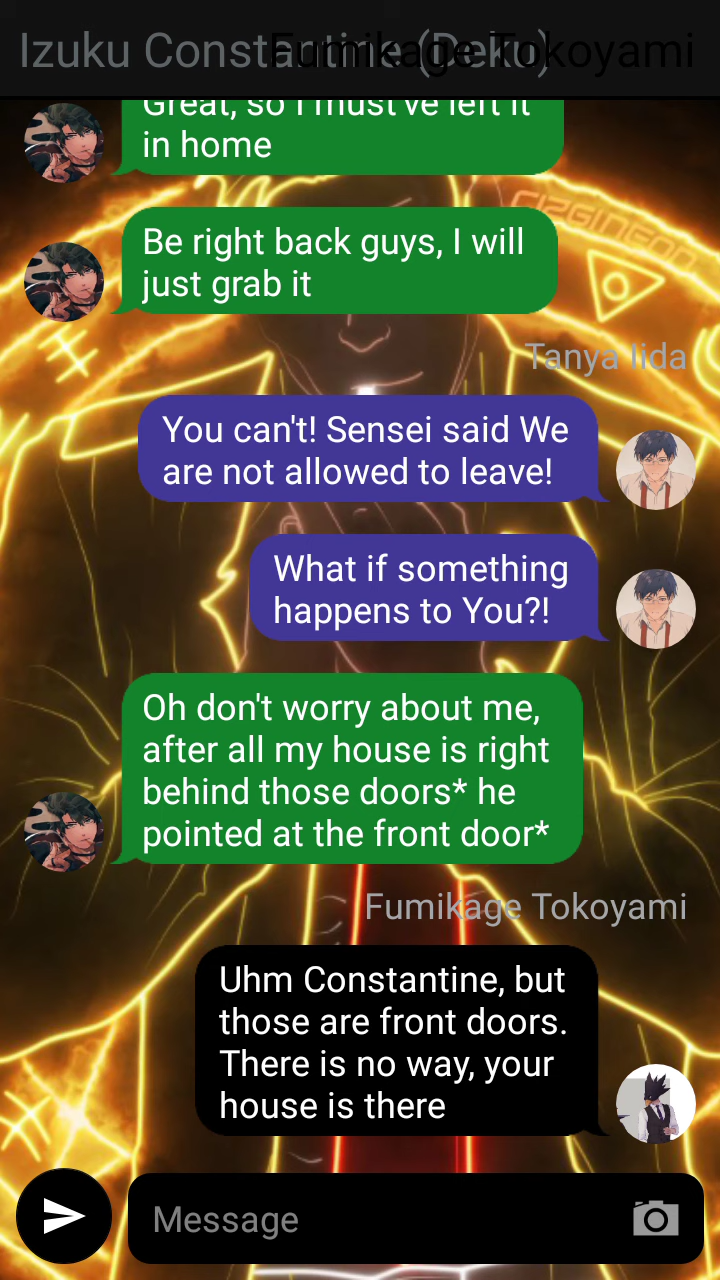 Izuku Constantine (Deku)
Fumikage Tokoyami
Great, so I must've left it
in home
Be right back guys, I will
just grab it
Tanya Iida
You can't! Sensei said We
are not allowed to leave!
What if something
happens to You?!
Oh don't worry about me,
after all my house is right
behind those doors* he
pointed at the front door*
Fumikage Tokoyami
Uhm Constantine, but
those are front doors.
There is no way, your
house is there
Message